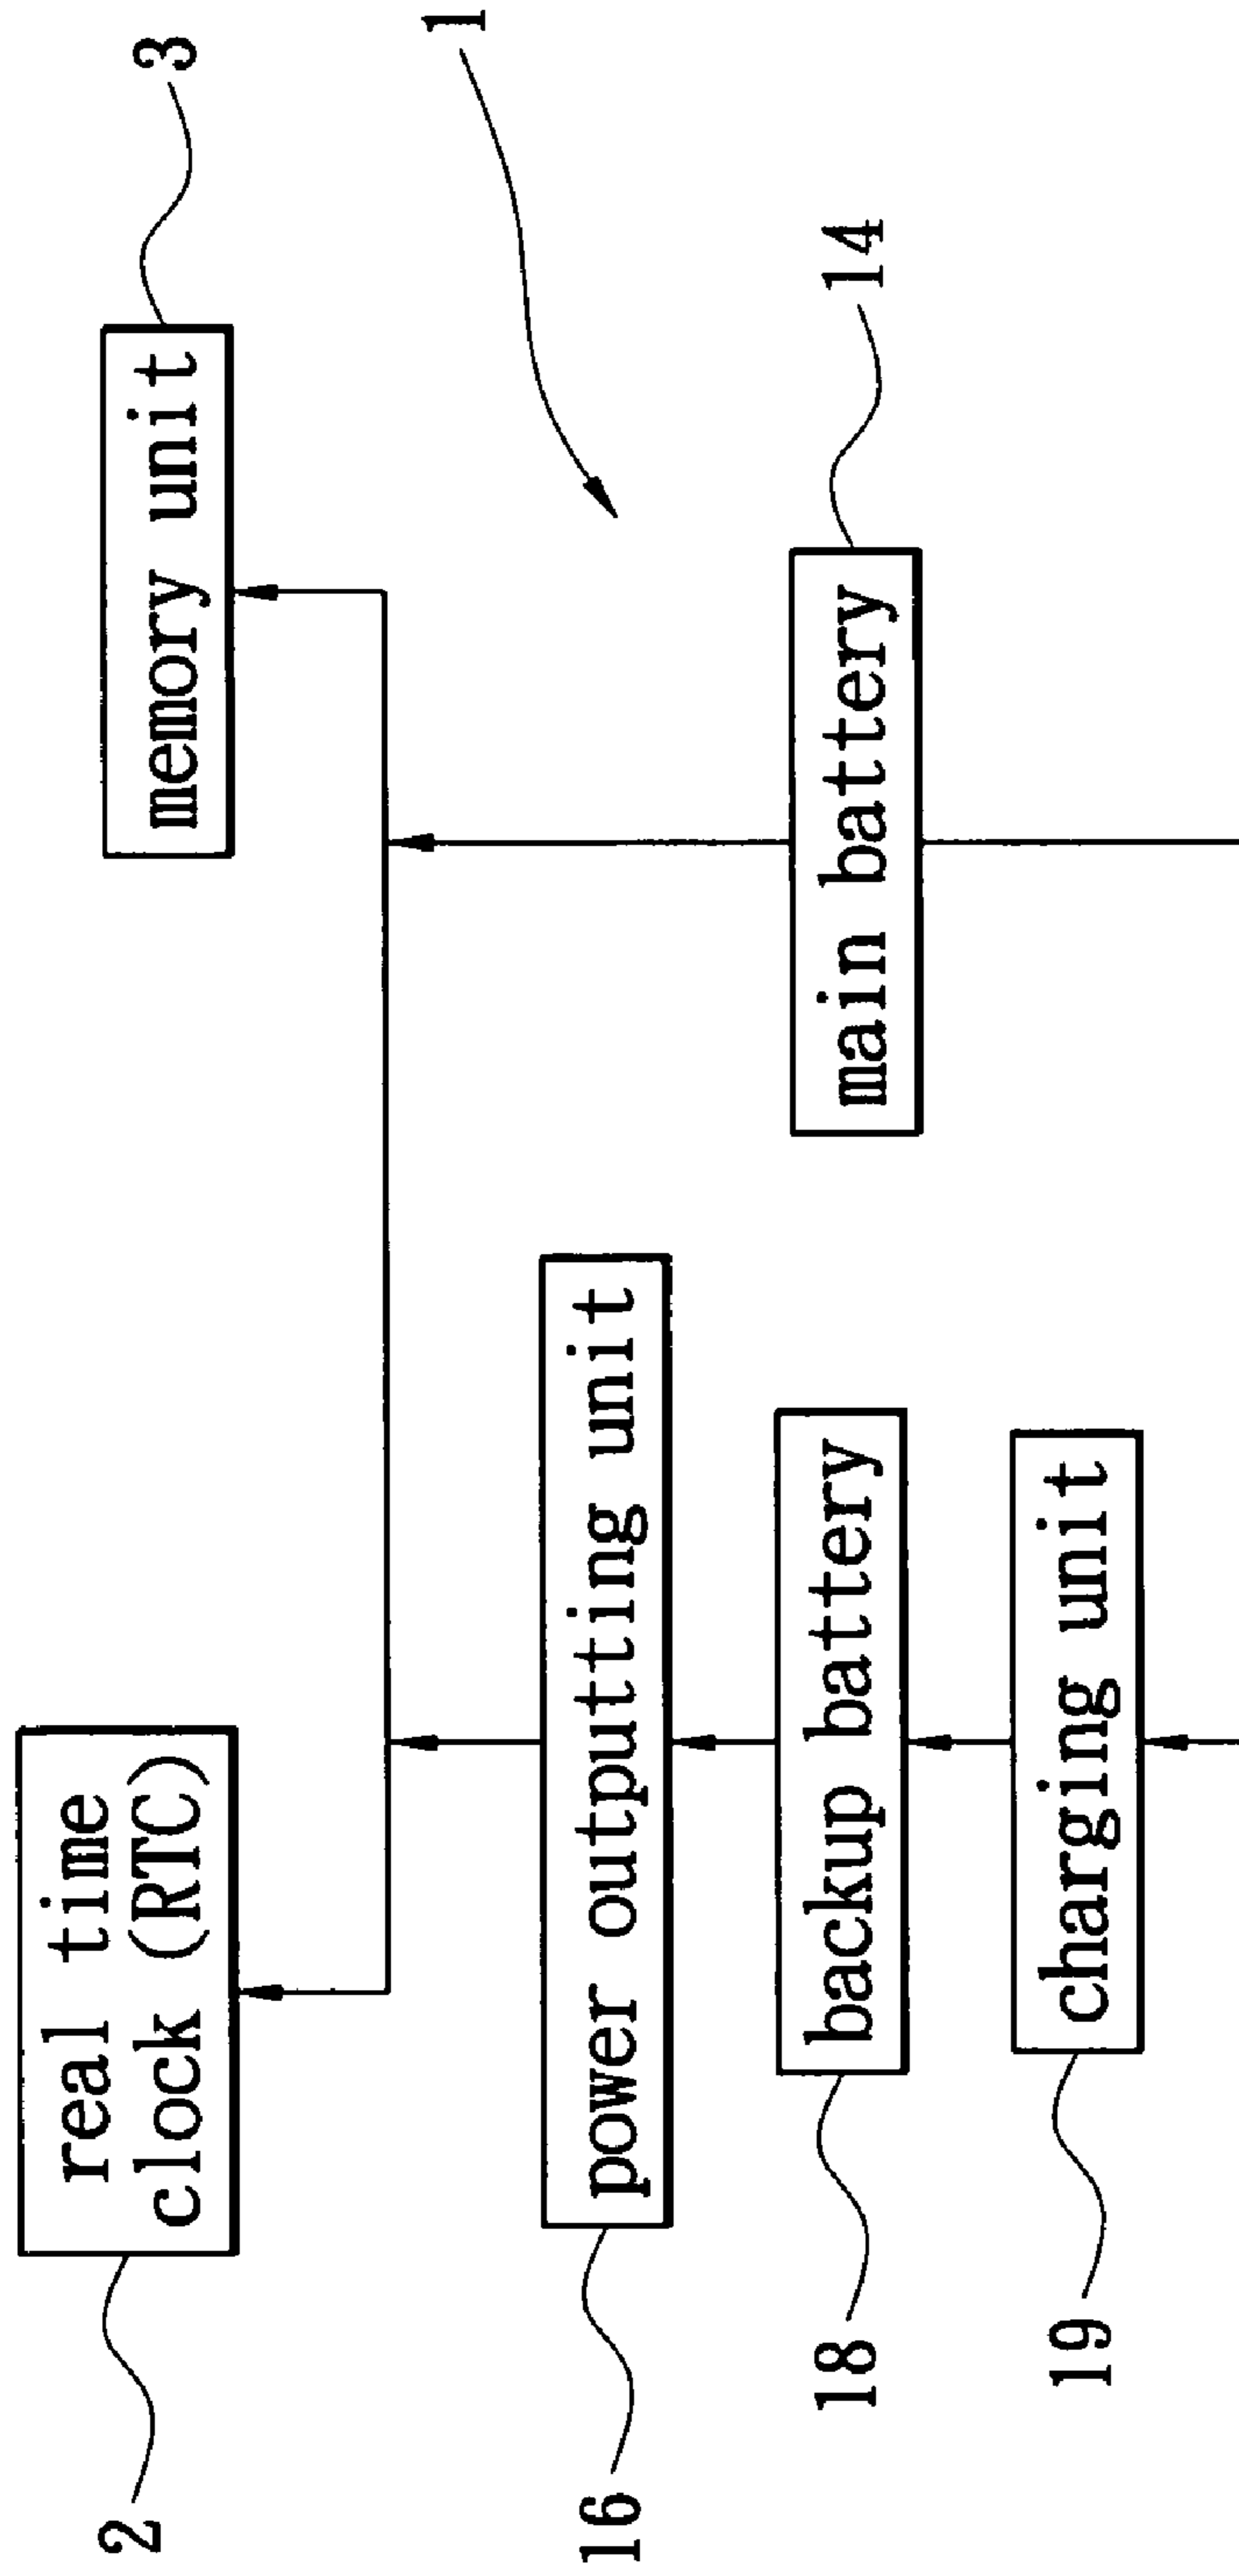 2
real time
clock (RTC)
memory unit
3
1
16
power outputting unit
18
backup battery
main battery
14
19
charging unit